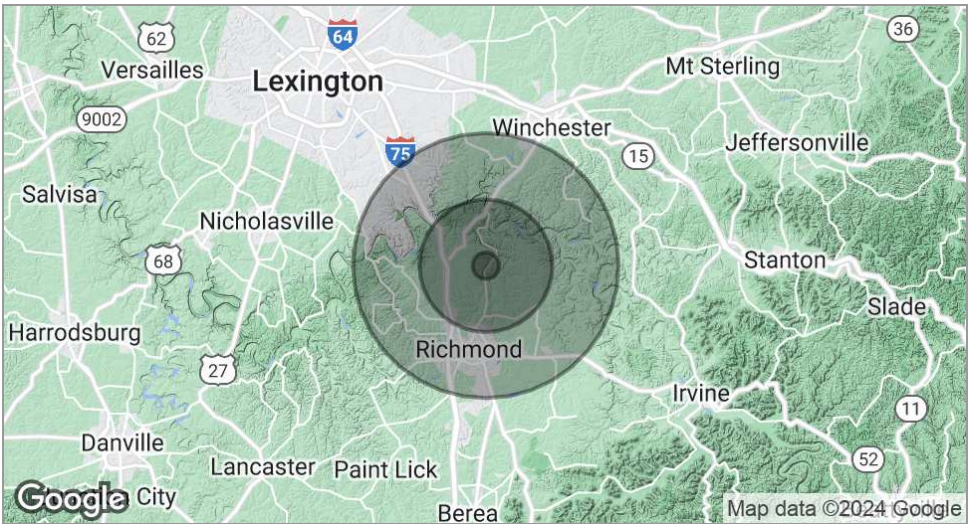 64
36
62
Versailles
Mt Sterling
Lexington
9002
Winchester
75
15
Jeffersonville
Salvisa
Nicholasville
68
Stanton
Slade
Harrodsburg
Richmond
27
Irvine
11
Danville
52
Lancaster
Paint Lick
Google
City
Berea
Map data ©2024 Google